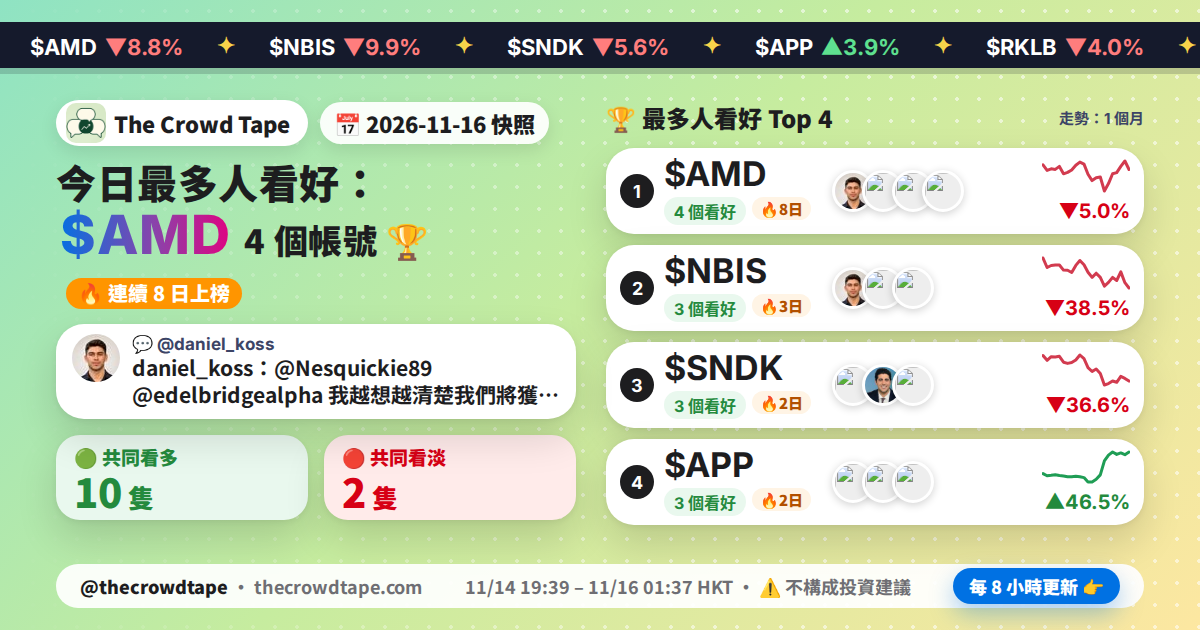 $AMD ▼8.8% ✦ $NBIS ▼9.9% ✦ $SNDK ▼5.6% ✦ $APP ▲3.9% ✦ $RKLB ▼4.0% ✦
The Crowd Tape
📅 2026-11-16 快照
今日最多人看好：
$AMD 4 個帳號 🏆
🔥 連續 8 日上榜
💬 @daniel_koss
daniel_koss：@Nesquickie89
@edelbridgealpha 我越想越清楚我們將獲…
🟢 共同看多
10 隻
🔴 共同看淡
2 隻
🏆 最多人看好 Top 4
走勢：1個月
1
$AMD
4 個看好 🔥8日
▼5.0%
2
$NBIS
3 個看好 🔥3日
▼38.5%
3
$SNDK
3 個看好 🔥2日
▼36.6%
4
$APP
3 個看好 🔥2日
▲46.5%
@thecrowdtape • thecrowdtape.com
11/14 19:39 – 11/16 01:37 HKT • ⚠️ 不構成投資建議
每 8 小時更新 👉